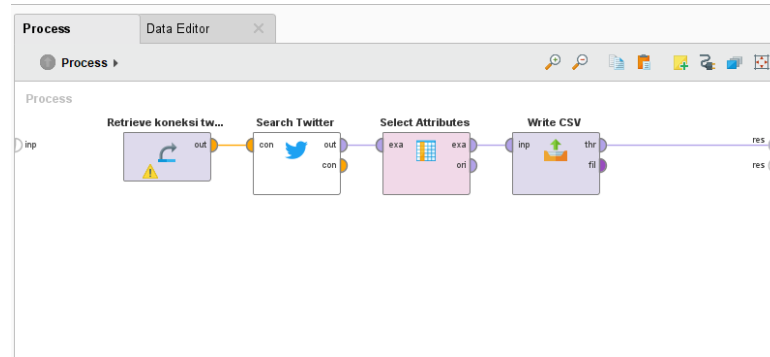 Process
Data Editor
Process
Process
Retrieve koneksi tw...
Search Twitter
Select Attributes
Write CSV
inp
out
con
out
con
exa
exa
ori
inp
thr
fil
res
res